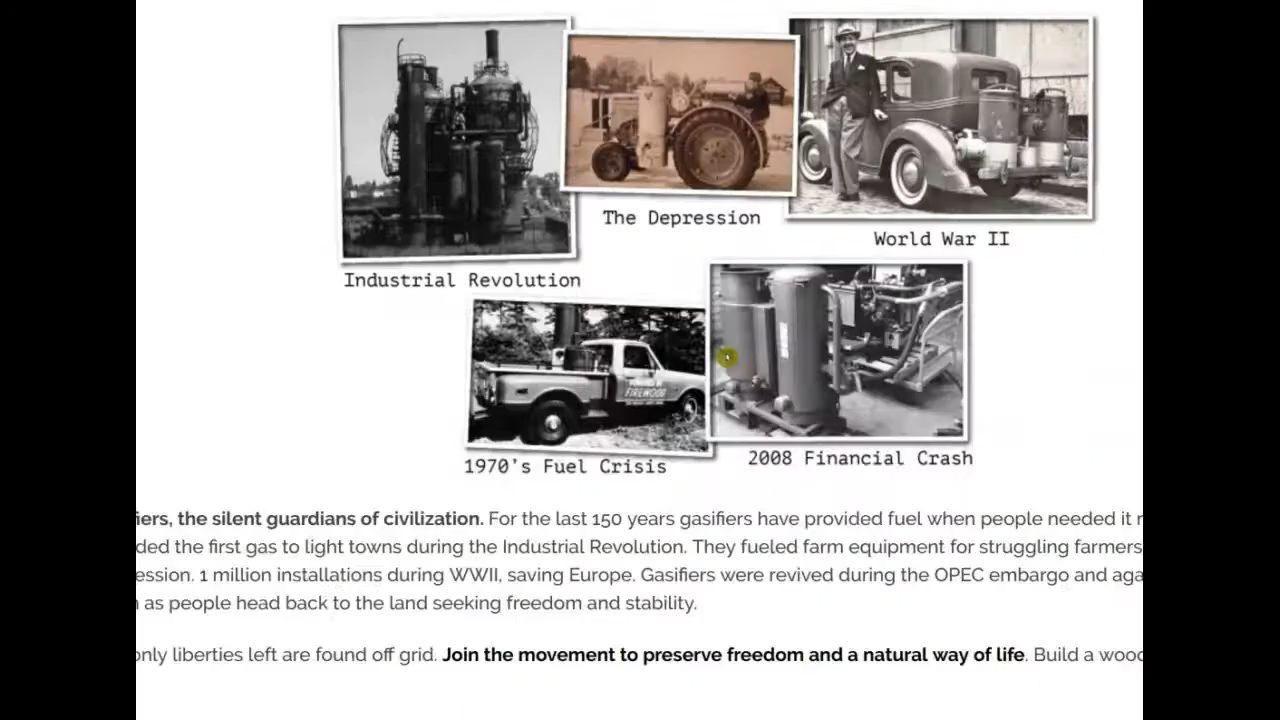 The Depression
World War II
Industrial Revolution
FIREWOOD
1970's Fuel Crisis
2008 Financial Crash
iers, the silent guardians of civilization. For the last 150 years gasifiers have provided fuel when people needed it
ded the first gas to light towns during the Industrial Revolution. They fueled farm equipment for struggling farmers
ession. 1 million installations during WWII, saving Europe. Gasifiers were revived during the OPEC embargo and aga
as people head back to the land seeking freedom and stability.
only liberties left are found off grid. Join the movement to preserve freedom and a natural way of life. Build a wood